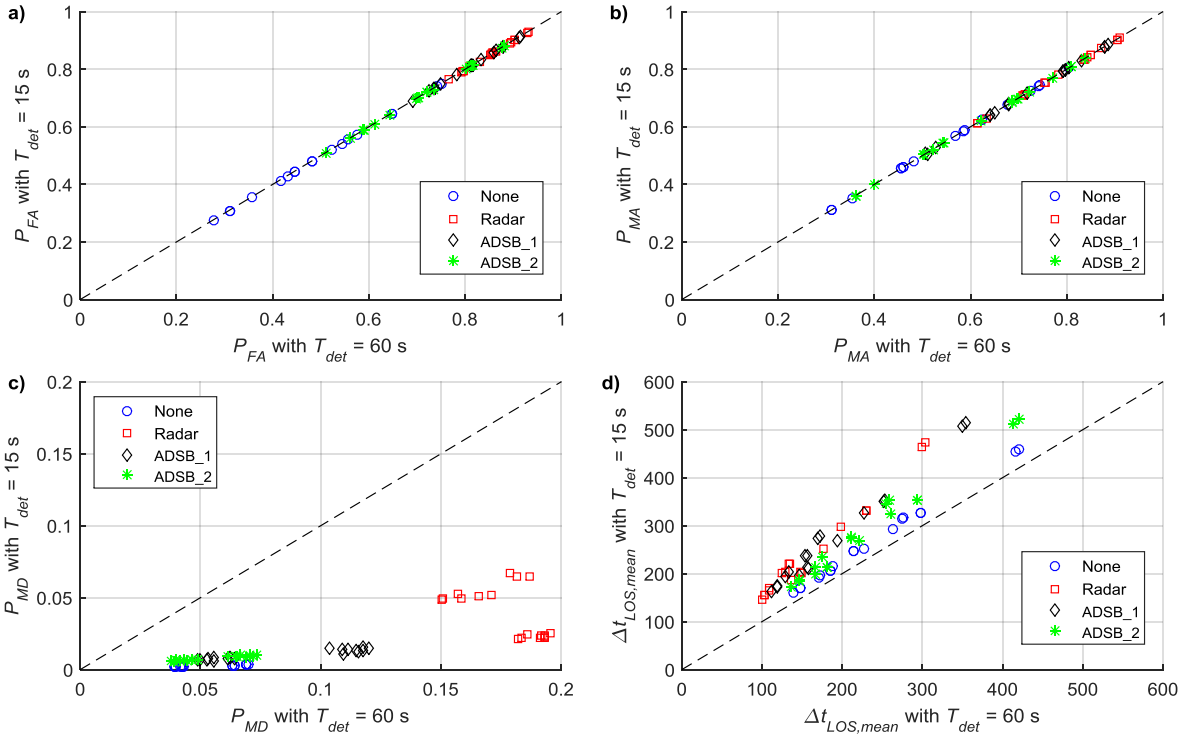 a)
1
0.8
0.6
0.4
0.2
0
0 0.2 0.4 0.6 0.8 1
P_FA with T_det = 15 s
P_FA with T_det = 60 s
None
Radar
ADSB_1
ADSB_2
b)
1
0.8
0.6
0.4
0.2
0
0 0.2 0.4 0.6 0.8 1
P_MA with T_det = 15 s
P_MA with T_det = 60 s
None
Radar
ADSB_1
ADSB_2
c)
0.2
0.15
0.1
0.05
0
0 0.05 0.1 0.15 0.2
P_MD with T_det = 15 s
P_MD with T_det = 60 s
None
Radar
ADSB_1
ADSB_2
d)
600
500
400
300
200
100
0
0 100 200 300 400 500 600
Δt_LOS,mean with T_det = 15 s
Δt_LOS,mean with T_det = 60 s
None
Radar
ADSB_1
ADSB_2